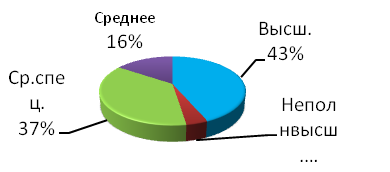 Среднее
16%
Высш.
43%
Ср.спе
ц.
37%
Непол
нвысш
....